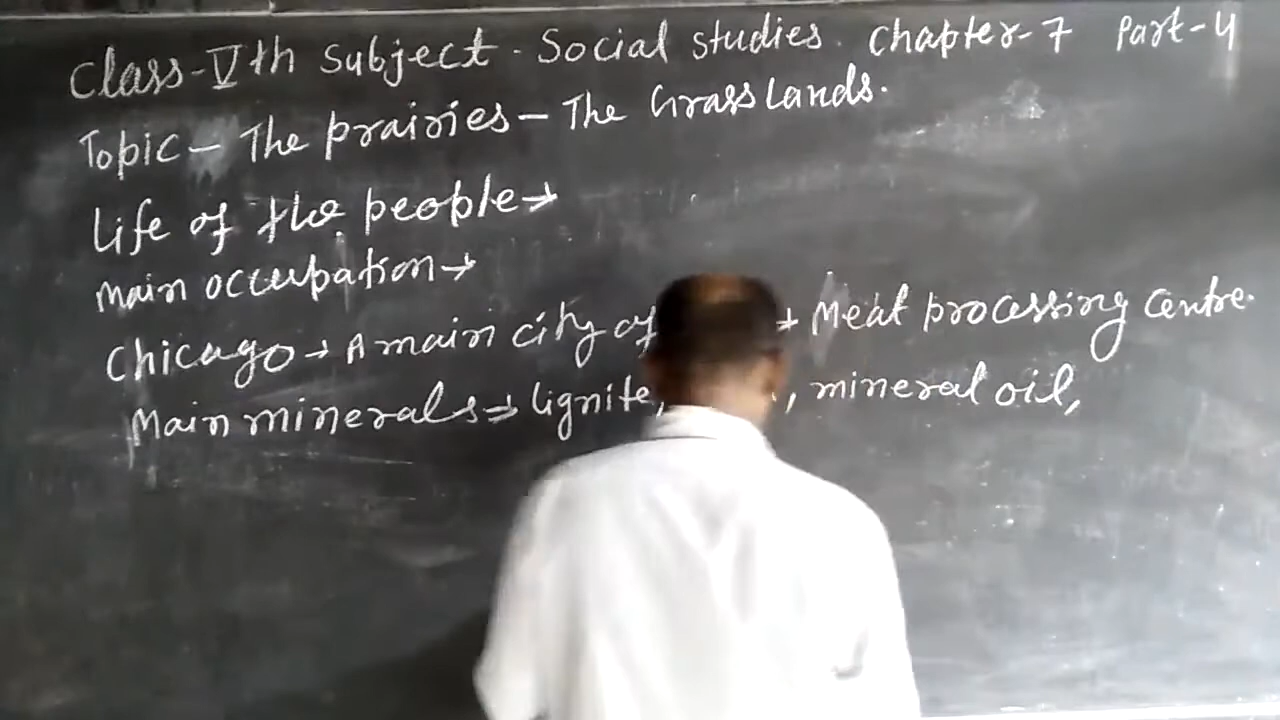 Class-Vth Subject - Social studies. Chapter-7 Part-4
Topic - The prairies - The GrassLands.
Life of the people→
Main occupation→
Chicago → A main city of → Meat processing Centre.
Main minerals ⇒ lignite, , mineral oil,